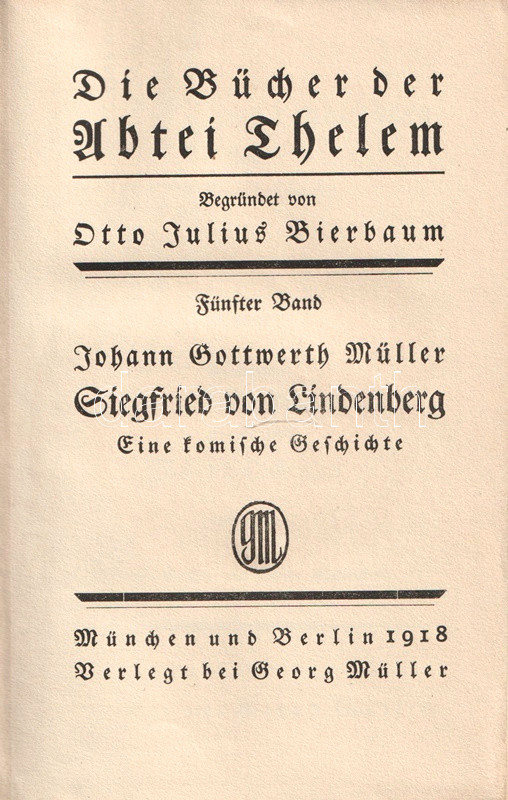 Die Bücher der
Abtei Thelem
Begründet von
Otto Julius Bierbaum
Fünfter Band
Johann Gottwerth Müller
Siegfried von Lindenberg
Eine komische Geschichte
gm
München und Berlin 1918
Verlegt bei Georg Müller